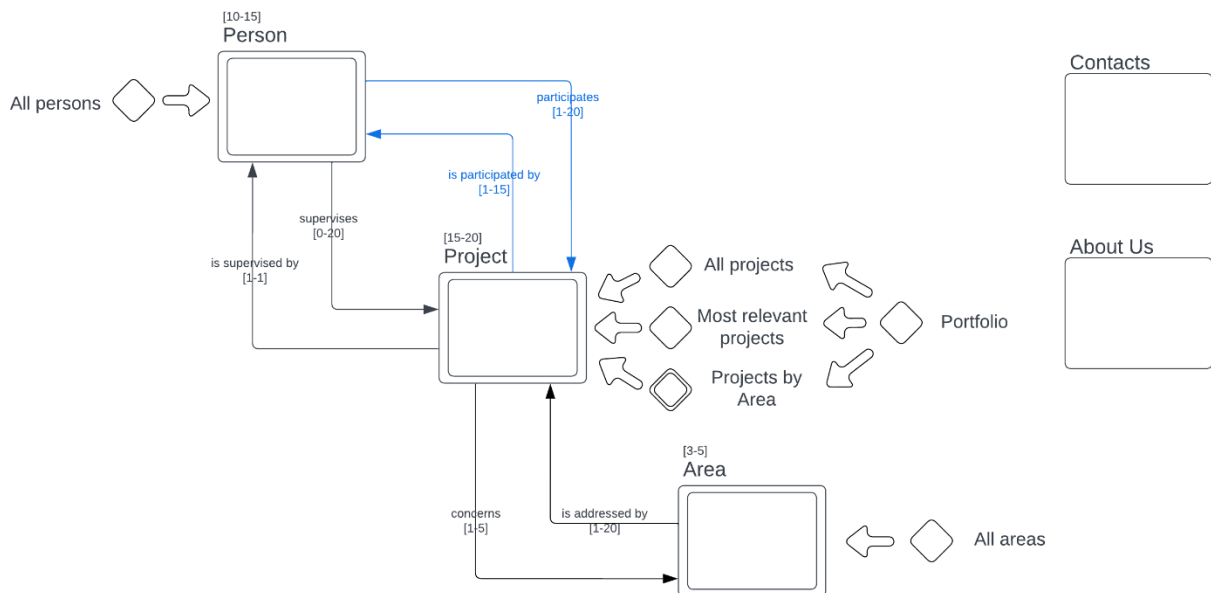 [10-15]
Person
All persons
participates
[1-20]
is participated by
[1-15]
supervises
[0-20]
is supervised by
[1-1]
[15-20]
Project
All projects
Most relevant
projects
Projects by
Area
Portfolio
Contacts
About Us
concerns
[1-5]
is addressed by
[1-20]
[3-5]
Area
All areas